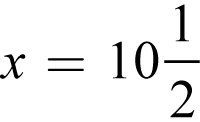 x = 10 1/2